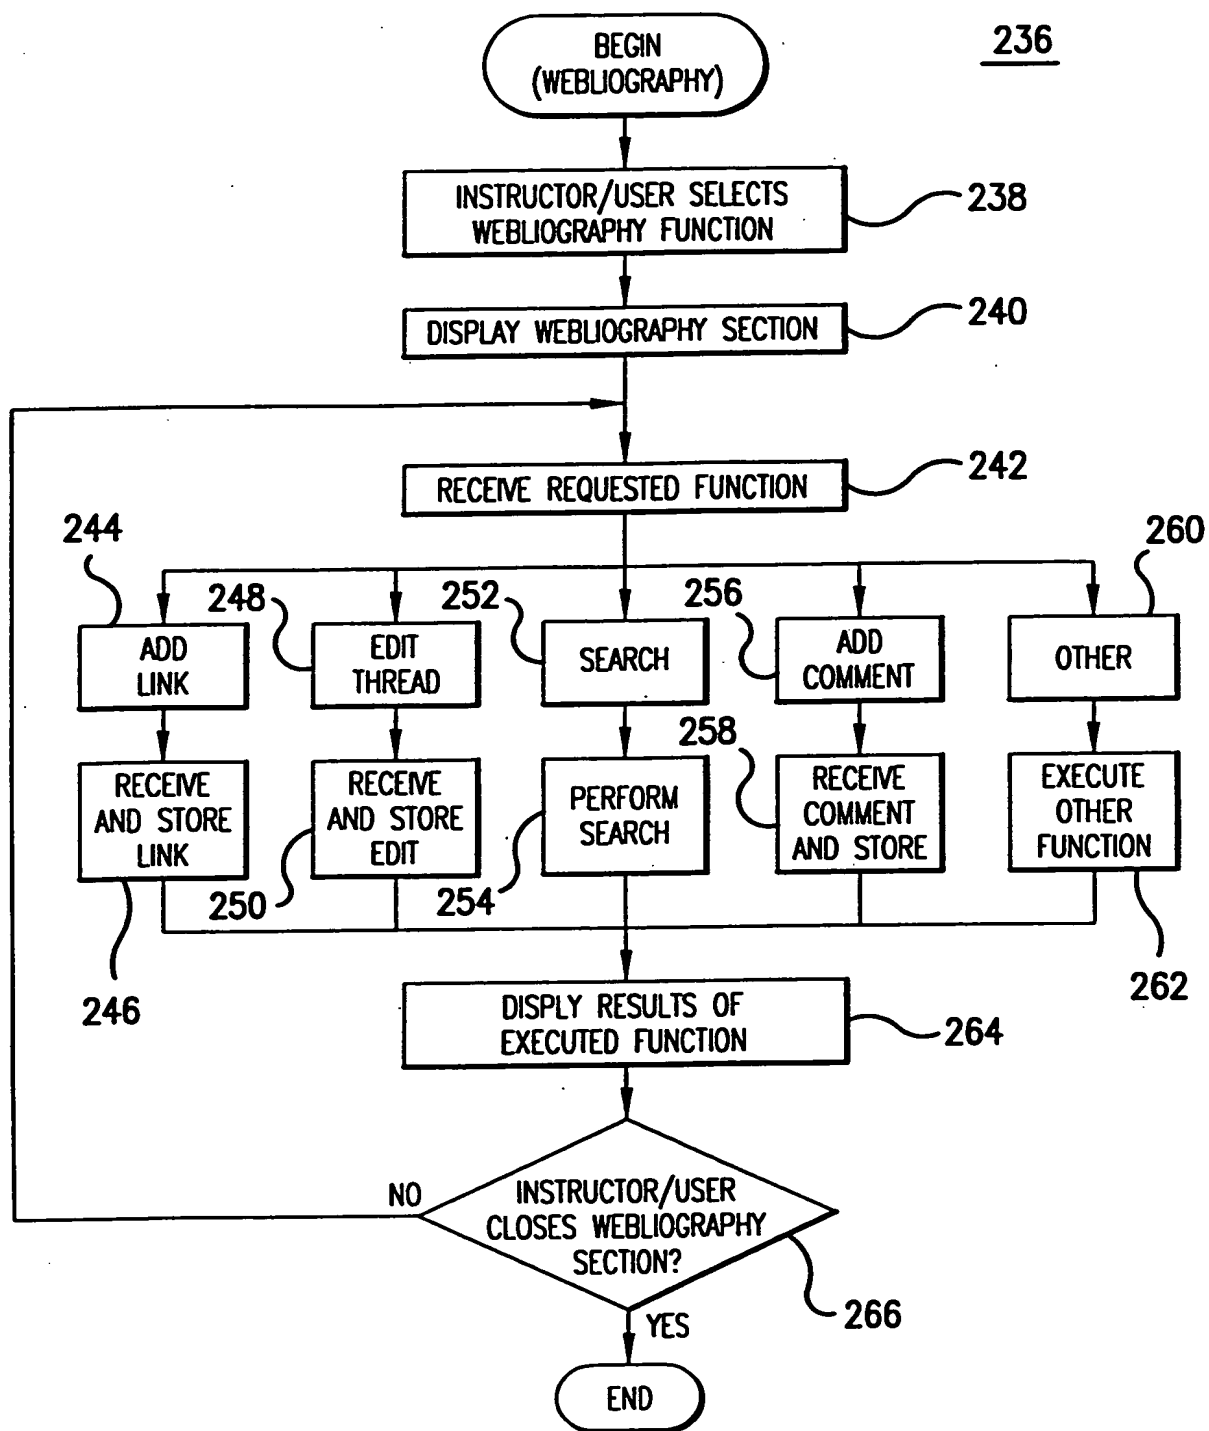 236
BEGIN
(WEBLIOGRAPHY)
INSTRUCTOR/USER SELECTS
WEBLIOGRAPHY FUNCTION
238
DISPLAY WEBLIOGRAPHY SECTION
240
RECEIVE REQUESTED FUNCTION
242
244
ADD
LINK
248
EDIT
THREAD
252
SEARCH
256
ADD
COMMENT
260
OTHER
RECEIVE
AND STORE
LINK
246
RECEIVE
AND STORE
EDIT
250
PERFORM
SEARCH
254
258
RECEIVE
COMMENT
AND STORE
EXECUTE
OTHER
FUNCTION
262
DISPLY RESULTS OF
EXECUTED FUNCTION
264
NO
INSTRUCTOR/USER
CLOSES WEBLIOGRAPHY
SECTION?
266
YES
END